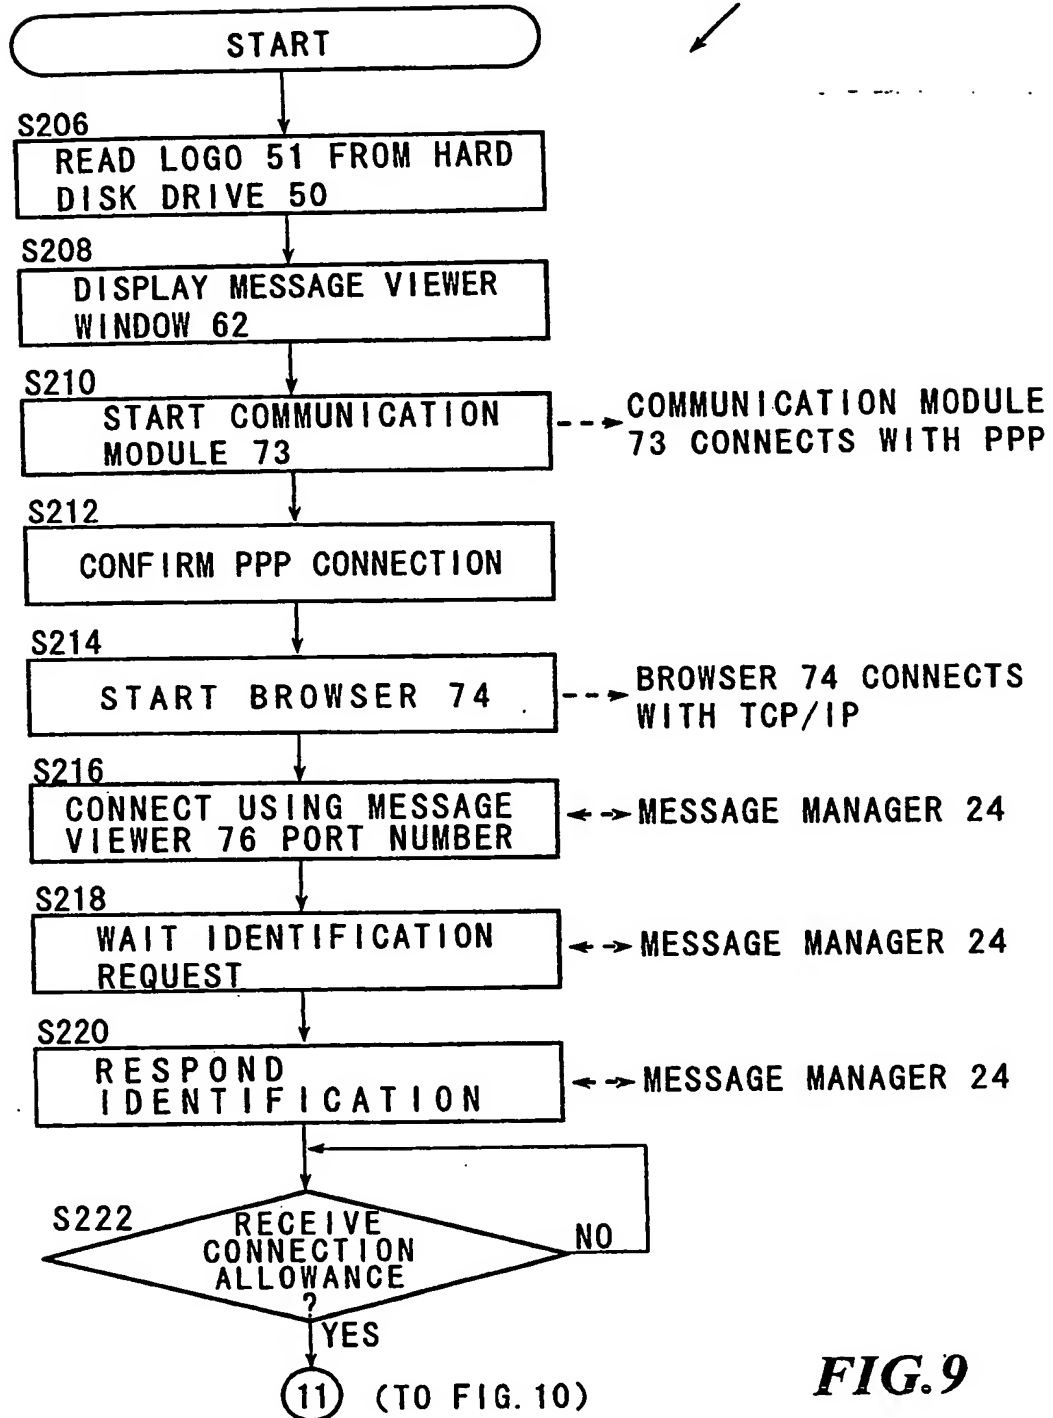 START
S206
READ LOGO 51 FROM HARD
DISK DRIVE 50
S208
DISPLAY MESSAGE VIEWER
WINDOW 62
S210
START COMMUNICATION
MODULE 73
COMMUNICATION MODULE
73 CONNECTS WITH PPP
S212
CONFIRM PPP CONNECTION
S214
START BROWSER 74
BROWSER 74 CONNECTS
WITH TCP/IP
S216
CONNECT USING MESSAGE
VIEWER 76 PORT NUMBER
MESSAGE MANAGER 24
S218
WAIT IDENTIFICATION
REQUEST
MESSAGE MANAGER 24
S220
RESPOND
IDENTIFICATION
MESSAGE MANAGER 24
S222
RECEIVE
CONNECTION
ALLOWANCE
?
NO
YES
11 (TO FIG.10)
FIG.9